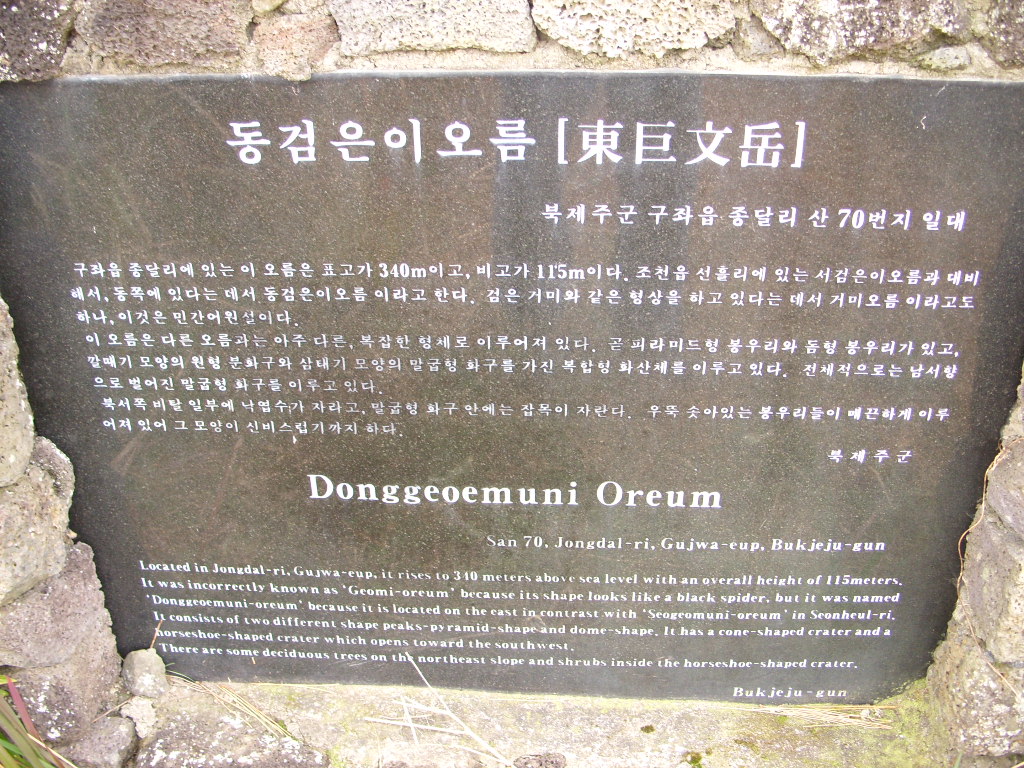 동검은이오름 [東巨文岳]
북제주군 구좌읍 종달리 산 70번지 일대
구좌읍 종달리에 있는 이 오름은 표고가 340m이고, 비고가 115m이다. 조천읍 선흘리에 있는 서검은이오름과 대비
해서, 동쪽에 있다는 데서 동검은이오름 이라고 한다. 검은 거미와 같은 형상을 하고 있다는 데서 거미오름 이라고도
하나, 이것은 민간어원설이다.
이 오름은 다른 오름과는 아주 다른, 복잡한 형체로 이루어져 있다. 곧 피라미드형 봉우리와 돔형 봉우리가 있고,
깔때기 모양의 원형 분화구와 삼태기 모양의 말굽형 화구를 가진 복합형 화산체를 이루고 있다. 전체적으로는 남서향
으로 벌어진 말굽형 화구를 이루고 있다.
북서쪽 비탈 일부에 낙엽수가 자라고, 말굽형 화구 안에는 잡목이 자란다. 우뚝 솟아있는 봉우리들이 매끈하게 이루
어져 있어 그 모양이 신비스럽기까지 하다.
북제주군
Donggeoemuni Oreum
San 70, Jongdal-ri, Gujwa-eup, Bukjeju-gun
Located in Jongdal-ri, Gujwa-eup, it rises to 340 meters above sea level with an overall height of 115meters.
It was incorrectly known as 'Geomi-oreum' because its shape looks like a black spider, but it was named
'Donggeoemuni-oreum' because it is located on the east in contrast with 'Seogeomuni-oreum' in Seonheul-ri.
It consists of two different shape peaks-pyramid-shape and dome-shape. It has a cone-shaped crater and a
horseshoe-shaped crater which opens toward the southwest.
There are some deciduous trees on the northeast slope and shrubs inside the horseshoe-shaped crater.
Bukjeju-gun